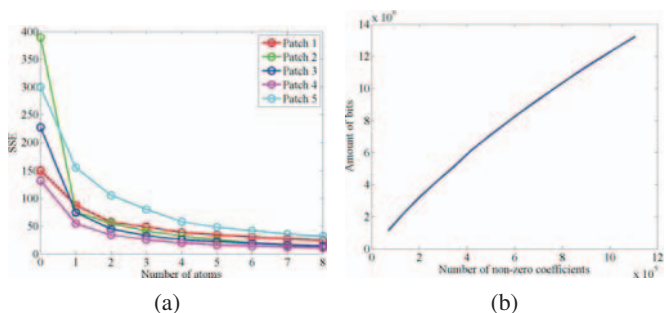 400
350
300
250
200
150
100
50
0
SSE
0 1 2 3 4 5 6 7 8
Number of atoms
Patch 1
Patch 2
Patch 3
Patch 4
Patch 5
(a)
14
12
10
8
6
4
2
0
Amount of bits
0 2 4 6 8 10 12
Number of non-zero coefficients
(b)